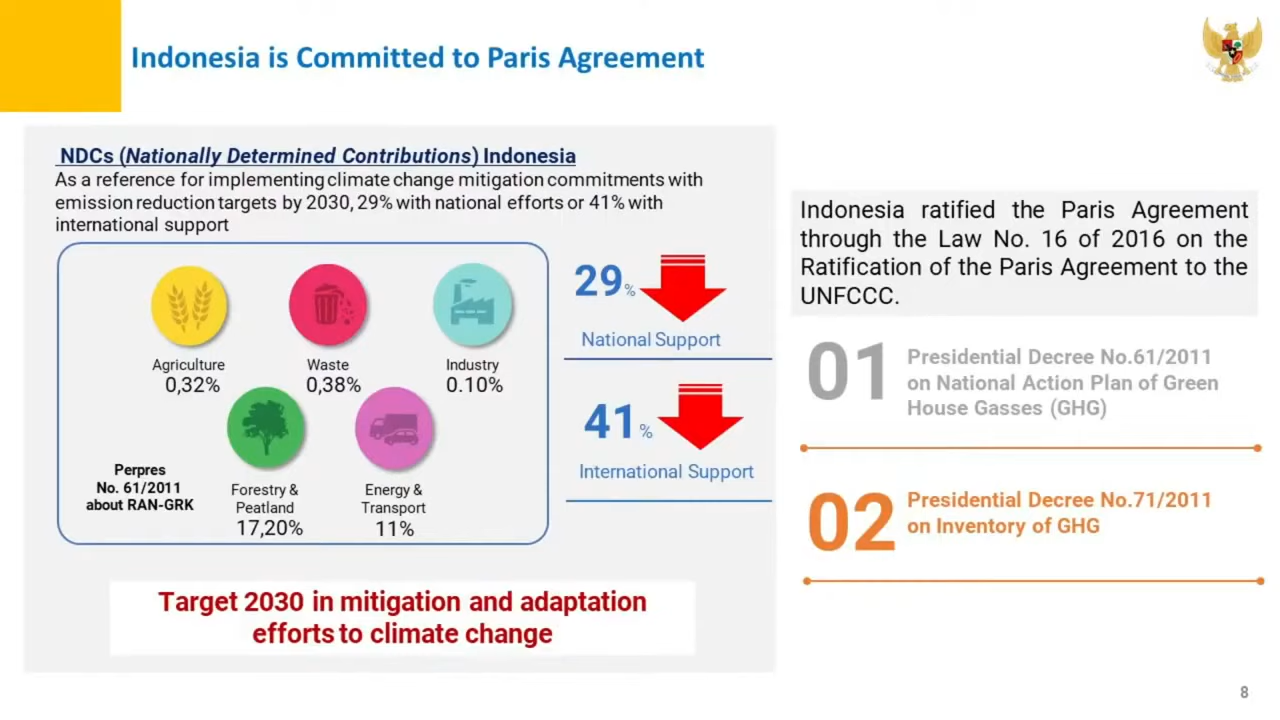 Indonesia is Committed to Paris Agreement
NDCs (Nationally Determined Contributions) Indonesia
As a reference for implementing climate change mitigation commitments with
emission reduction targets by 2030, 29% with national efforts or 41% with
international support
Agriculture
0,32%
Waste
0,38%
Industry
0.10%
Perpres
No. 61/2011
about RAN-GRK
Forestry &
Peatland
17,20%
Energy &
Transport
11%
29%
National Support
41%
International Support
Target 2030 in mitigation and adaptation
efforts to climate change
Indonesia ratified the Paris Agreement
through the Law No. 16 of 2016 on the
Ratification of the Paris Agreement to the
UNFCCC.
01
Presidential Decree No.61/2011
on National Action Plan of Green
House Gasses (GHG)
02
Presidential Decree No.71/2011
on Inventory of GHG
8